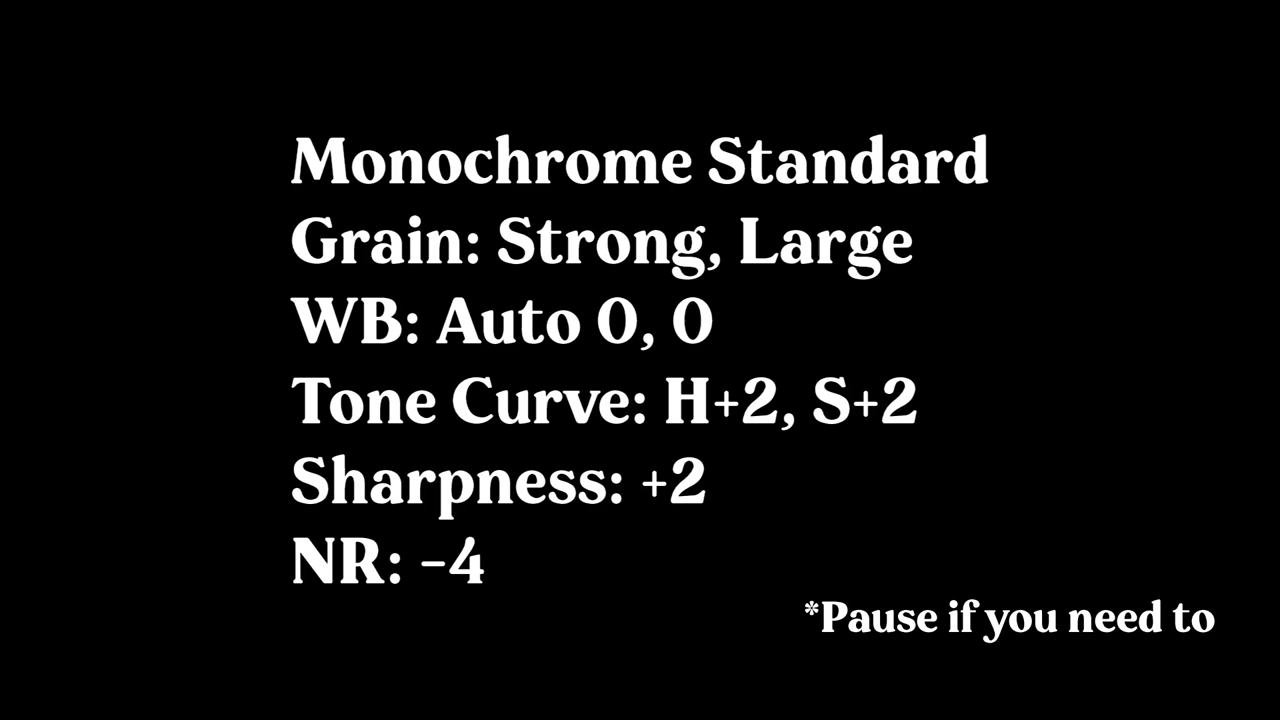 Monochrome Standard
Grain: Strong, Large
WB: Auto 0, 0
Tone Curve: H+2, S+2
Sharpness: +2
NR: -4
*Pause if you need to